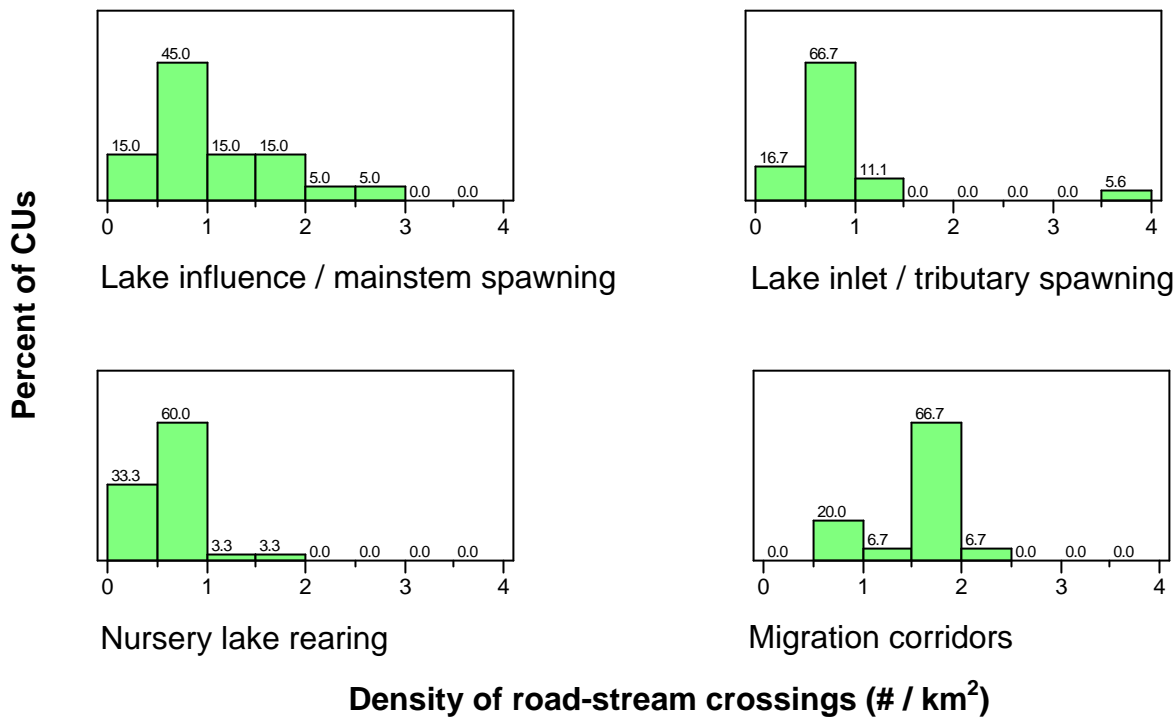 Percent of CUs
45.0
15.0 15.0 15.0 5.0 5.0 0.0 0.0
0 1 2 3 4
Lake influence / mainstem spawning
66.7
16.7 11.1 0.0 0.0 0.0 0.0 5.6
0 1 2 3 4
Lake inlet / tributary spawning
60.0
33.3 3.3 3.3 0.0 0.0 0.0 0.0
0 1 2 3 4
Nursery lake rearing
66.7
0.0 20.0 6.7 6.7 0.0 0.0 0.0
0 1 2 3 4
Migration corridors
Density of road-stream crossings (# / km²)